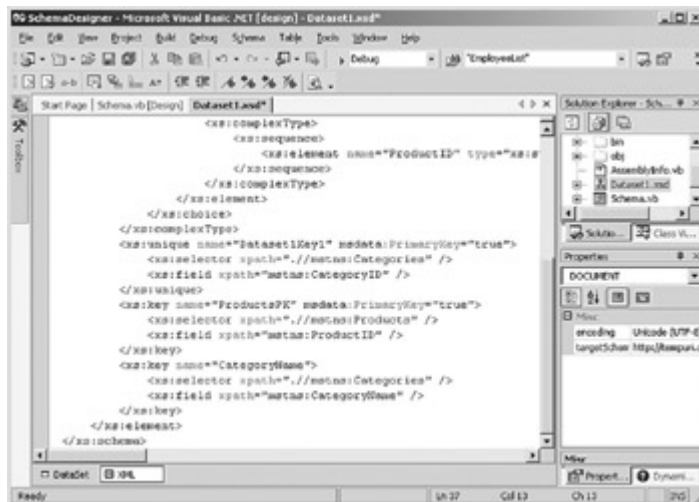 SchemaDesigner - Microsoft Visual Basic .NET [design] - Dataset1.xsd*
File Edit View Project Build Debug Schema Table Tools Window Help
Debug "EmployeeList"
Start Page | Schema.vb [Design] Dataset1.xsd*
Toolbox
<xs:complexType>
<xs:sequence>
<xs:element name="ProductID" type="xs:s
</xs:sequence>
</xs:complexType>
</xs:element>
</xs:choice>
</xs:complexType>
<xs:unique name="Dataset1Key1" msdata:PrimaryKey="true">
<xs:selector xpath=".//mstns:Categories" />
<xs:field xpath="mstns:CategoryID" />
</xs:unique>
<xs:key name="ProductsPK" msdata:PrimaryKey="true">
<xs:selector xpath=".//mstns:Products" />
<xs:field xpath="mstns:ProductID" />
</xs:key>
<xs:key name="CategoryName">
<xs:selector xpath=".//mstns:Categories" />
<xs:field xpath="mstns:CategoryName" />
</xs:key>
</xs:element>
</xs:schema>
DataSet XML
Solution Explorer - Sch...
bin
obj
AssemblyInfo.vb
Dataset1.xsd
Schema.vb
Solutio... Class Vi...
Properties
DOCUMENT
Misc
encoding Unicode (UTF-8
targetSchem http://tempuri.o
Misc
Propert... Dynami...
Ready Ln 37 Col 13 Ch 13 INS